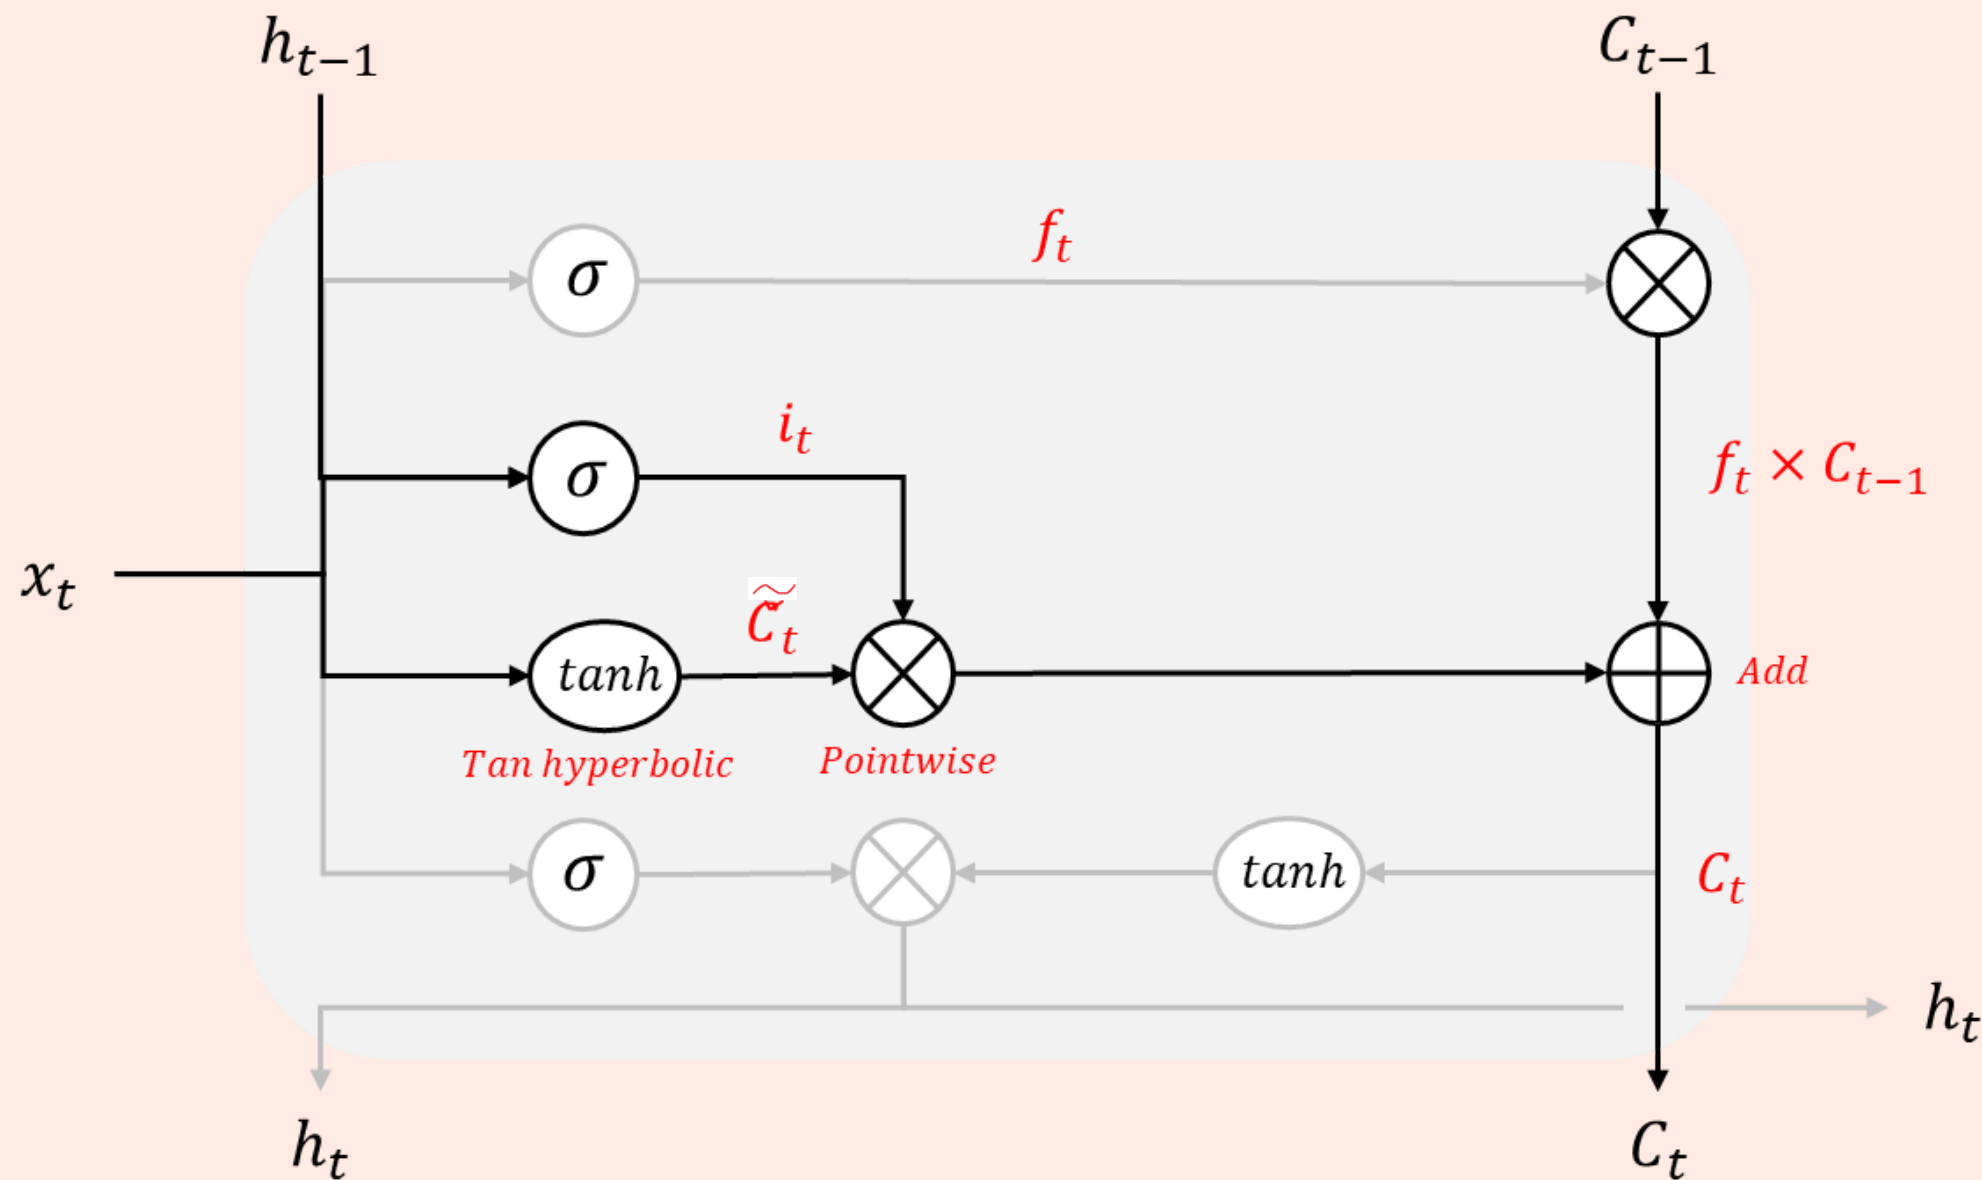 h_{t−1}
C_{t−1}
f_t
σ
i_t
σ
f_t × C_{t−1}
x_t
C̃_t
tanh
Add
Tan hyperbolic
Pointwise
σ
tanh
C_t
h_t
h_t
C_t